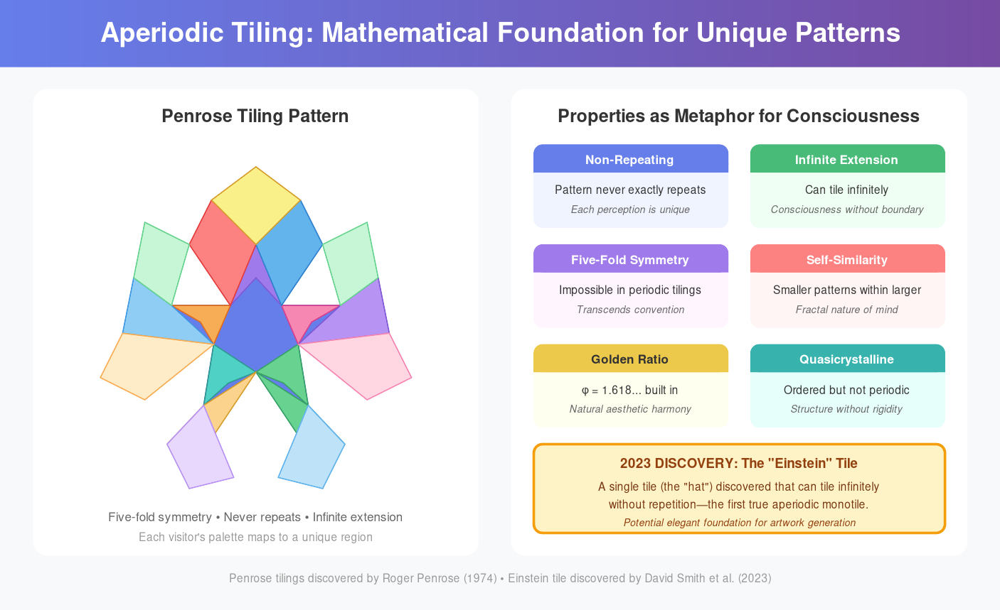 Aperiodic Tiling: Mathematical Foundation for Unique Patterns
Penrose Tiling Pattern
Five-fold symmetry • Never repeats • Infinite extension
Each visitor's palette maps to a unique region
Properties as Metaphor for Consciousness
Non-Repeating
Pattern never exactly repeats
Each perception is unique
Infinite Extension
Can tile infinitely
Consciousness without boundary
Five-Fold Symmetry
Impossible in periodic tilings
Transcends convention
Self-Similarity
Smaller patterns within larger
Fractal nature of mind
Golden Ratio
φ = 1.618... built in
Natural aesthetic harmony
Quasicrystalline
Ordered but not periodic
Structure without rigidity
2023 DISCOVERY: The "Einstein" Tile
A single tile (the "hat") discovered that can tile infinitely
without repetition—the first true aperiodic monotile.
Potential elegant foundation for artwork generation
Penrose tilings discovered by Roger Penrose (1974) • Einstein tile discovered by David Smith et al. (2023)